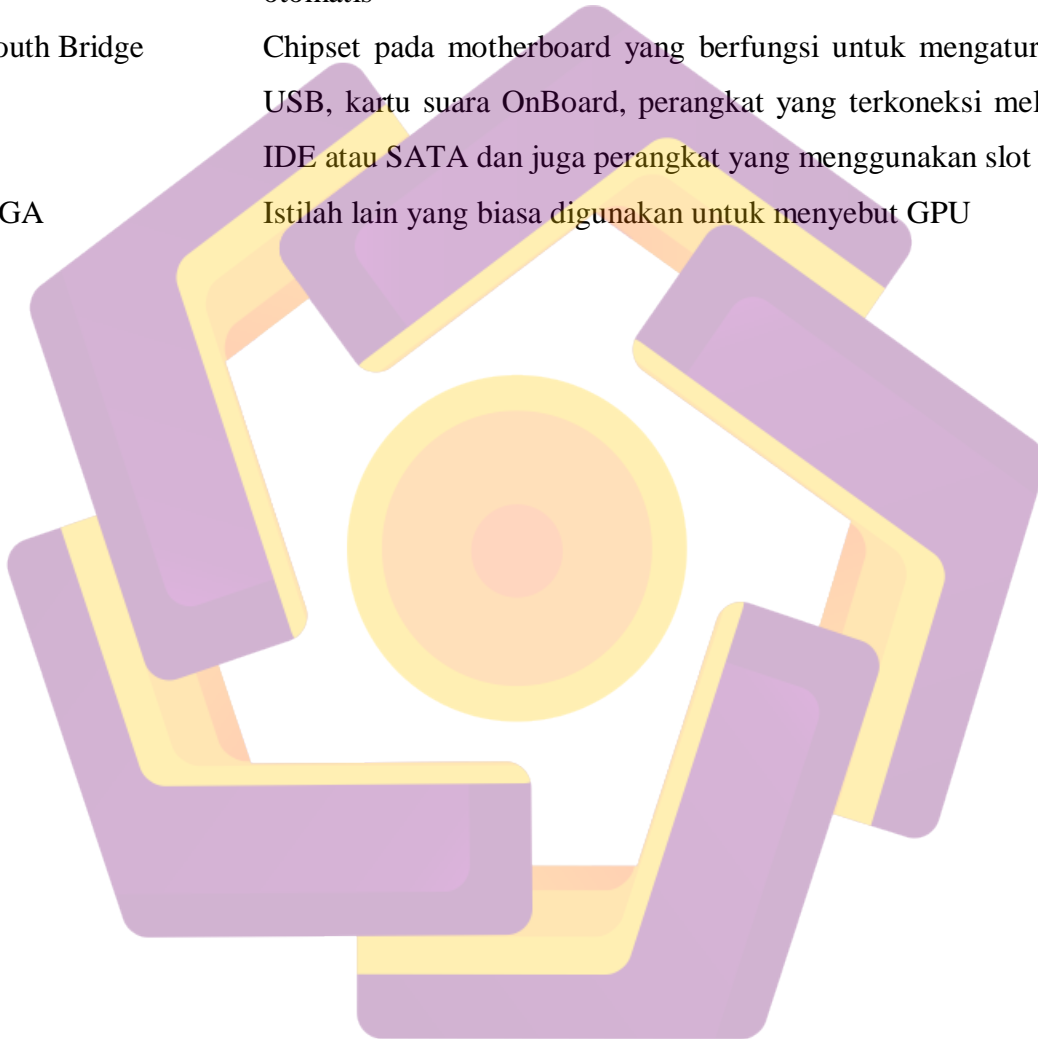 otomatis
outh Bridge Chipset pada motherboard yang berfungsi untuk mengatur
USB, kartu suara OnBoard, perangkat yang terkoneksi mel
IDE atau SATA dan juga perangkat yang menggunakan slot
GA Istilah lain yang biasa digunakan untuk menyebut GPU